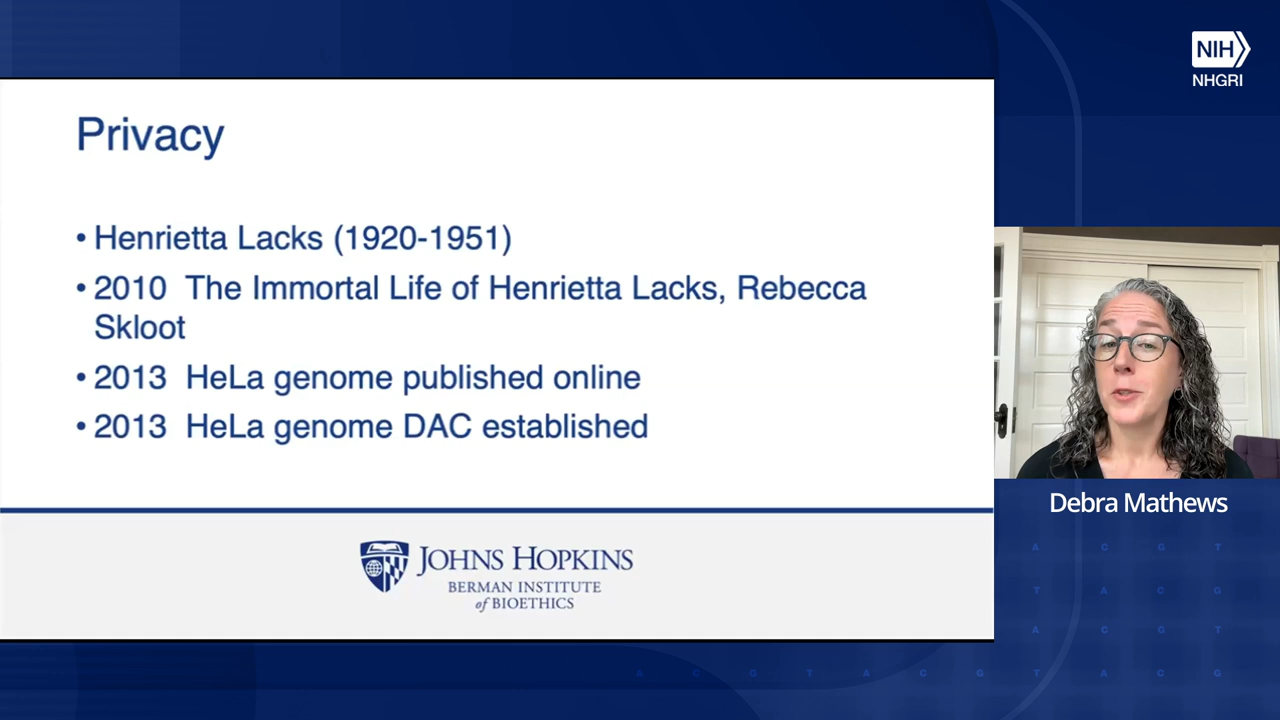 NIH
NHGRI
Privacy
• Henrietta Lacks (1920-1951)
• 2010 The Immortal Life of Henrietta Lacks, Rebecca
Skloot
• 2013 HeLa genome published online
• 2013 HeLa genome DAC established
Debra Mathews
JOHNS HOPKINS
BERMAN INSTITUTE
of BIOETHICS
A C G T
T A C G
A C G T
A C G T A C G T A C G